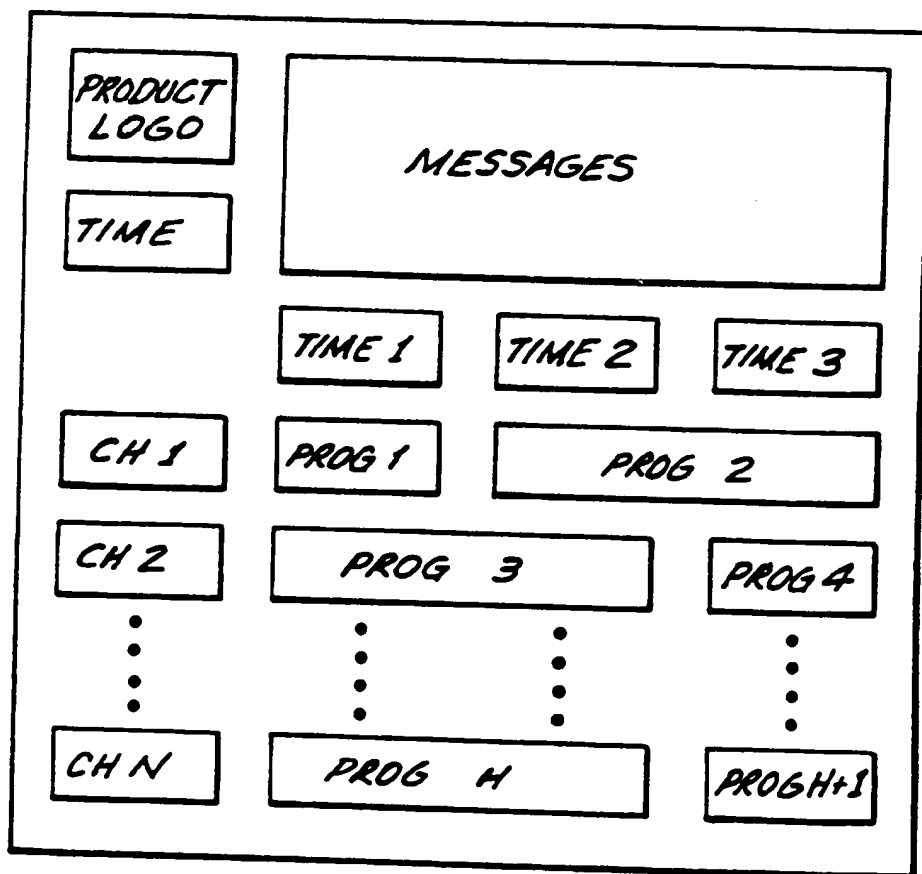 PRODUCT
LOGO
MESSAGES
TIME
TIME 1
TIME 2
TIME 3
CH 1
PROG 1
PROG 2
CH 2
PROG 3
PROG 4
CH N
PROG H
PROG H+1